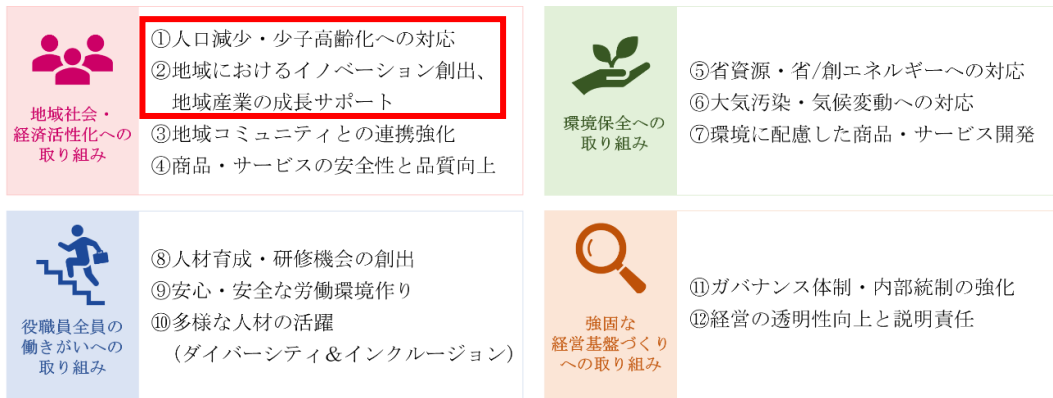 地域社会・
経済活性化への
取り組み
①人口減少・少子高齢化への対応
②地域におけるイノベーション創出、
地域産業の成長サポート
③地域コミュニティとの連携強化
④商品・サービスの安全性と品質向上
環境保全への
取り組み
⑤省資源・省/創エネルギーへの対応
⑥大気汚染・気候変動への対応
⑦環境に配慮した商品・サービス開発
役職員全員の
働きがいへの
取り組み
⑧人材育成・研修機会の創出
⑨安心・安全な労働環境作り
⑩多様な人材の活躍
（ダイバーシティ＆インクルージョン）
強固な
経営基盤づくり
への取り組み
⑪ガバナンス体制・内部統制の強化
⑫経営の透明性向上と説明責任